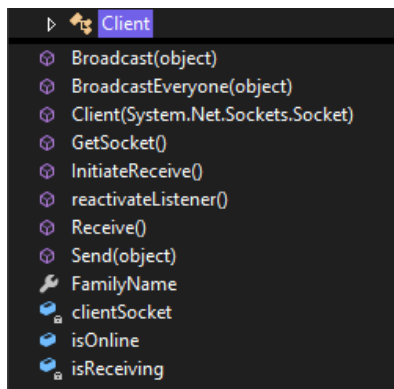 Client
Broadcast(object)
BroadcastEveryone(object)
Client(System.Net.Sockets.Socket)
GetSocket()
InitiateReceive()
reactivateListener()
Receive()
Send(object)
FamilyName
clientSocket
isOnline
isReceiving